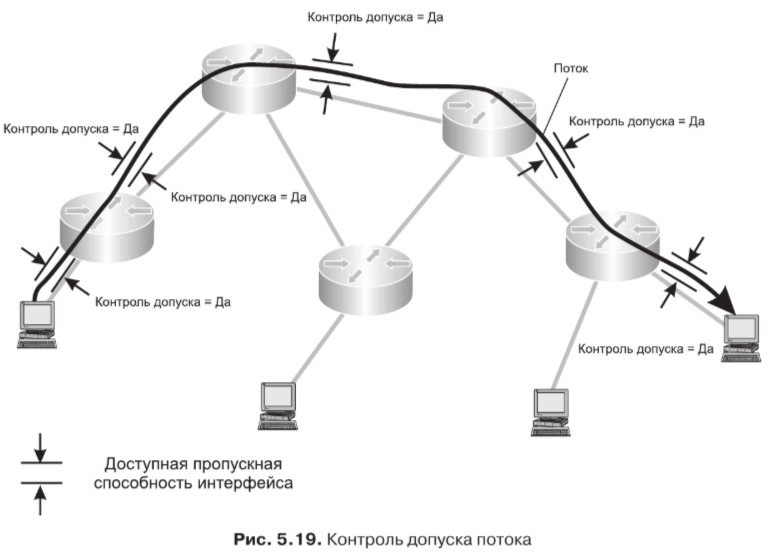 Контроль допуска = Да
Поток
Контроль допуска = Да
Контроль допуска = Да
Контроль допуска = Да
Контроль допуска = Да
Контроль допуска = Да
Доступная пропускная
способность интерфейса
Рис. 5.19. Контроль допуска потока